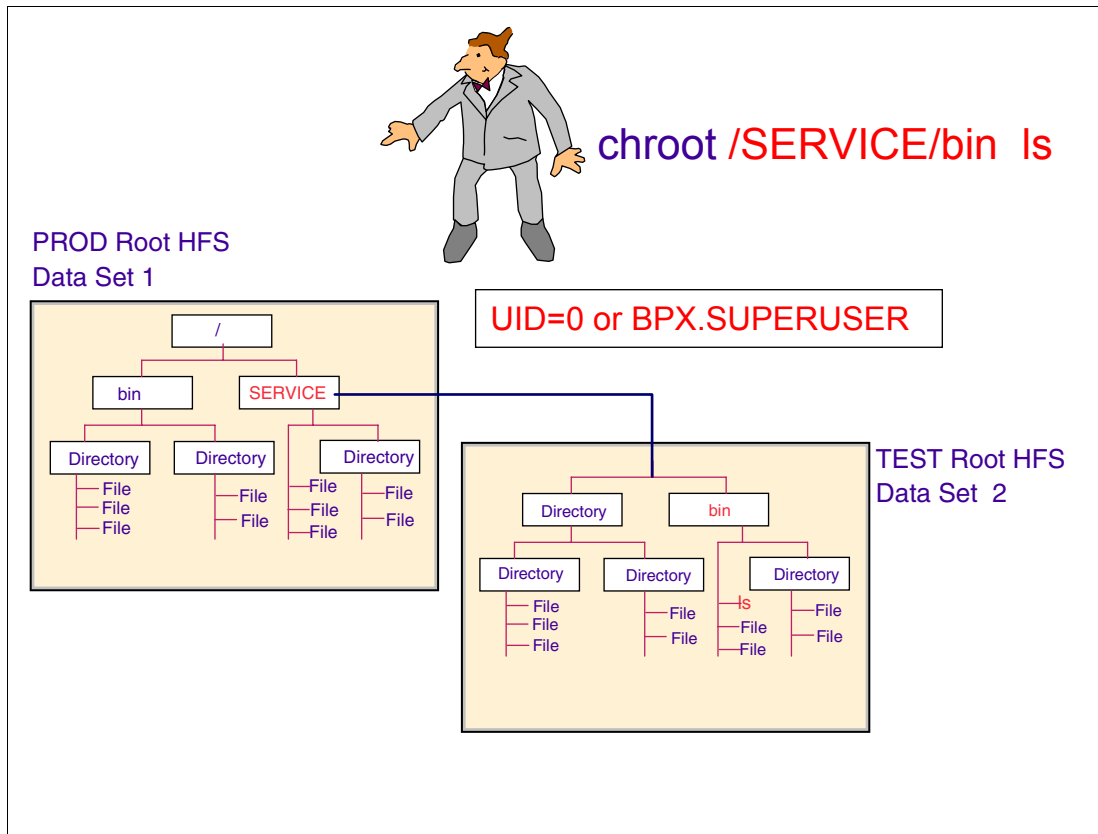 chroot /SERVICE/bin ls
PROD Root HFS
Data Set 1
UID=0 or BPX.SUPERUSER
/
bin
SERVICE
Directory
Directory
Directory
File
File
File
File
File
File
File
File
File
File
TEST Root HFS
Data Set 2
Directory
bin
Directory
Directory
Directory
File
File
File
File
File
ls
File
File
File
File